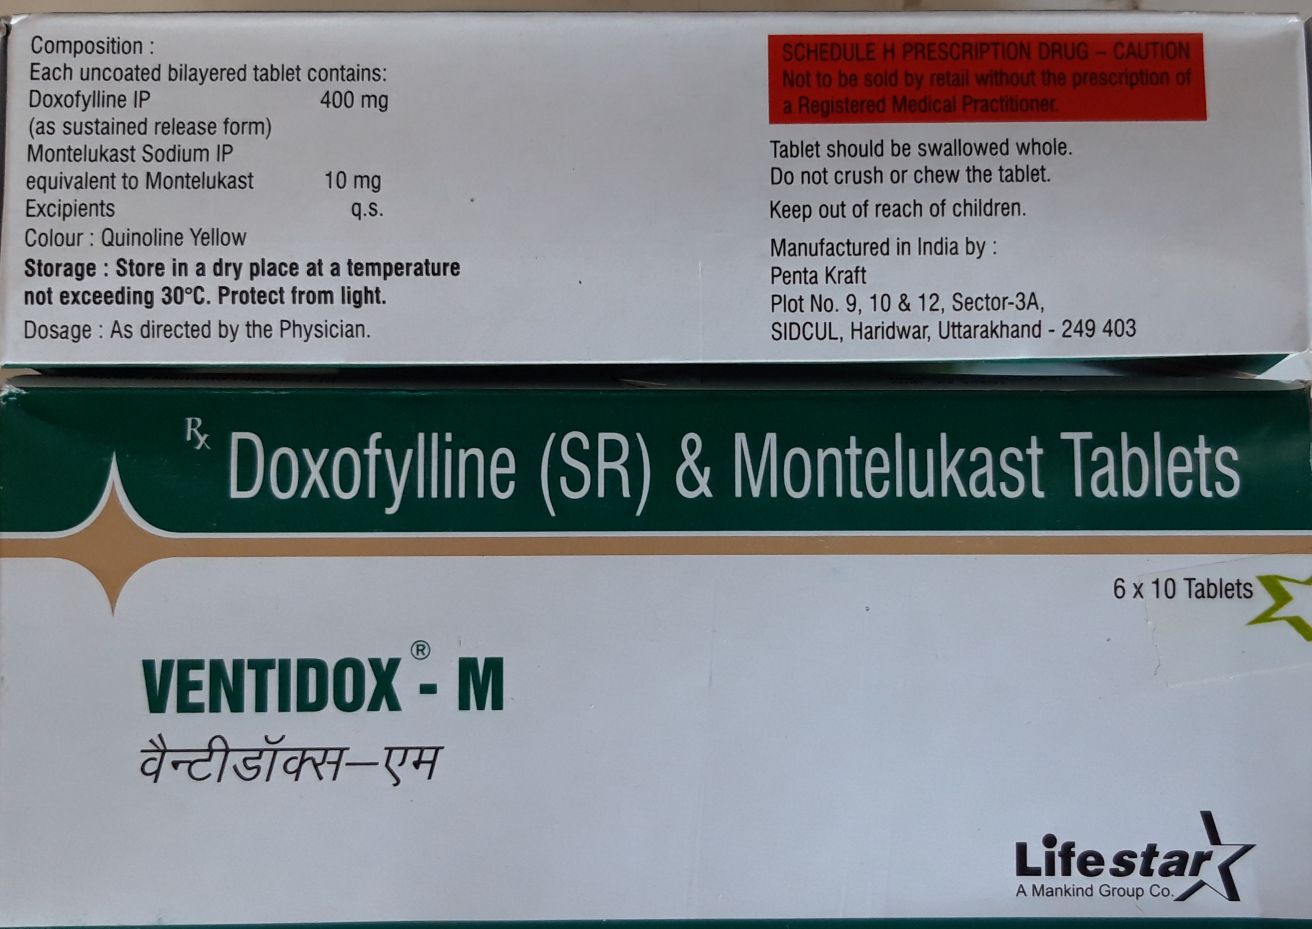 Composition :
Each uncoated bilayered tablet contains:
Doxofylline IP 400 mg
(as sustained release form)
Montelukast Sodium IP
equivalent to Montelukast 10 mg
Excipients q.s.
Colour : Quinoline Yellow
Storage : Store in a dry place at a temperature
not exceeding 30°C. Protect from light.
Dosage : As directed by the Physician.
SCHEDULE H PRESCRIPTION DRUG – CAUTION
Not to be sold by retail without the prescription of
a Registered Medical Practitioner.
Tablet should be swallowed whole.
Do not crush or chew the tablet.
Keep out of reach of children.
Manufactured in India by :
Penta Kraft
Plot No. 9, 10 & 12, Sector-3A,
SIDCUL, Haridwar, Uttarakhand - 249 403
Rx Doxofylline (SR) & Montelukast Tablets
6 x 10 Tablets
VENTIDOX® - M
वैन्टीडॉक्स–एम
Lifestar
A Mankind Group Co.